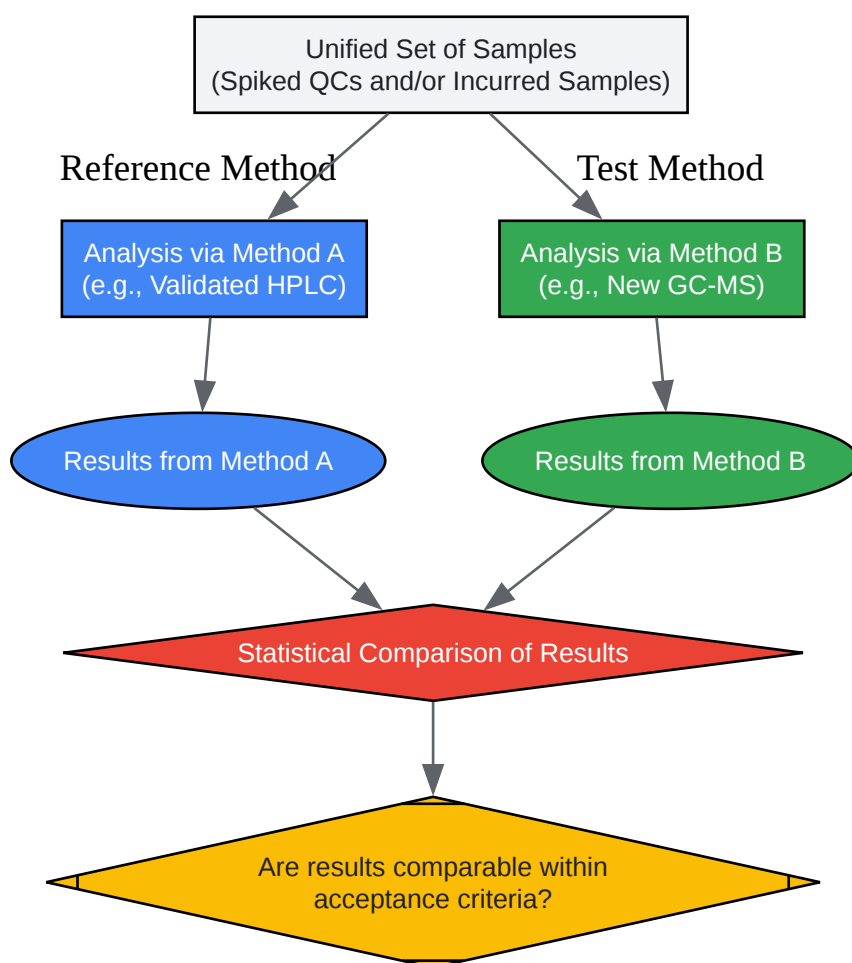 Unified Set of Samples
(Spiked QCs and/or Incurred Samples)
Reference Method
Test Method
Analysis via Method A
(e.g., Validated HPLC)
Analysis via Method B
(e.g., New GC-MS)
Results from Method A
Results from Method B
Statistical Comparison of Results
Are results comparable within
acceptance criteria?